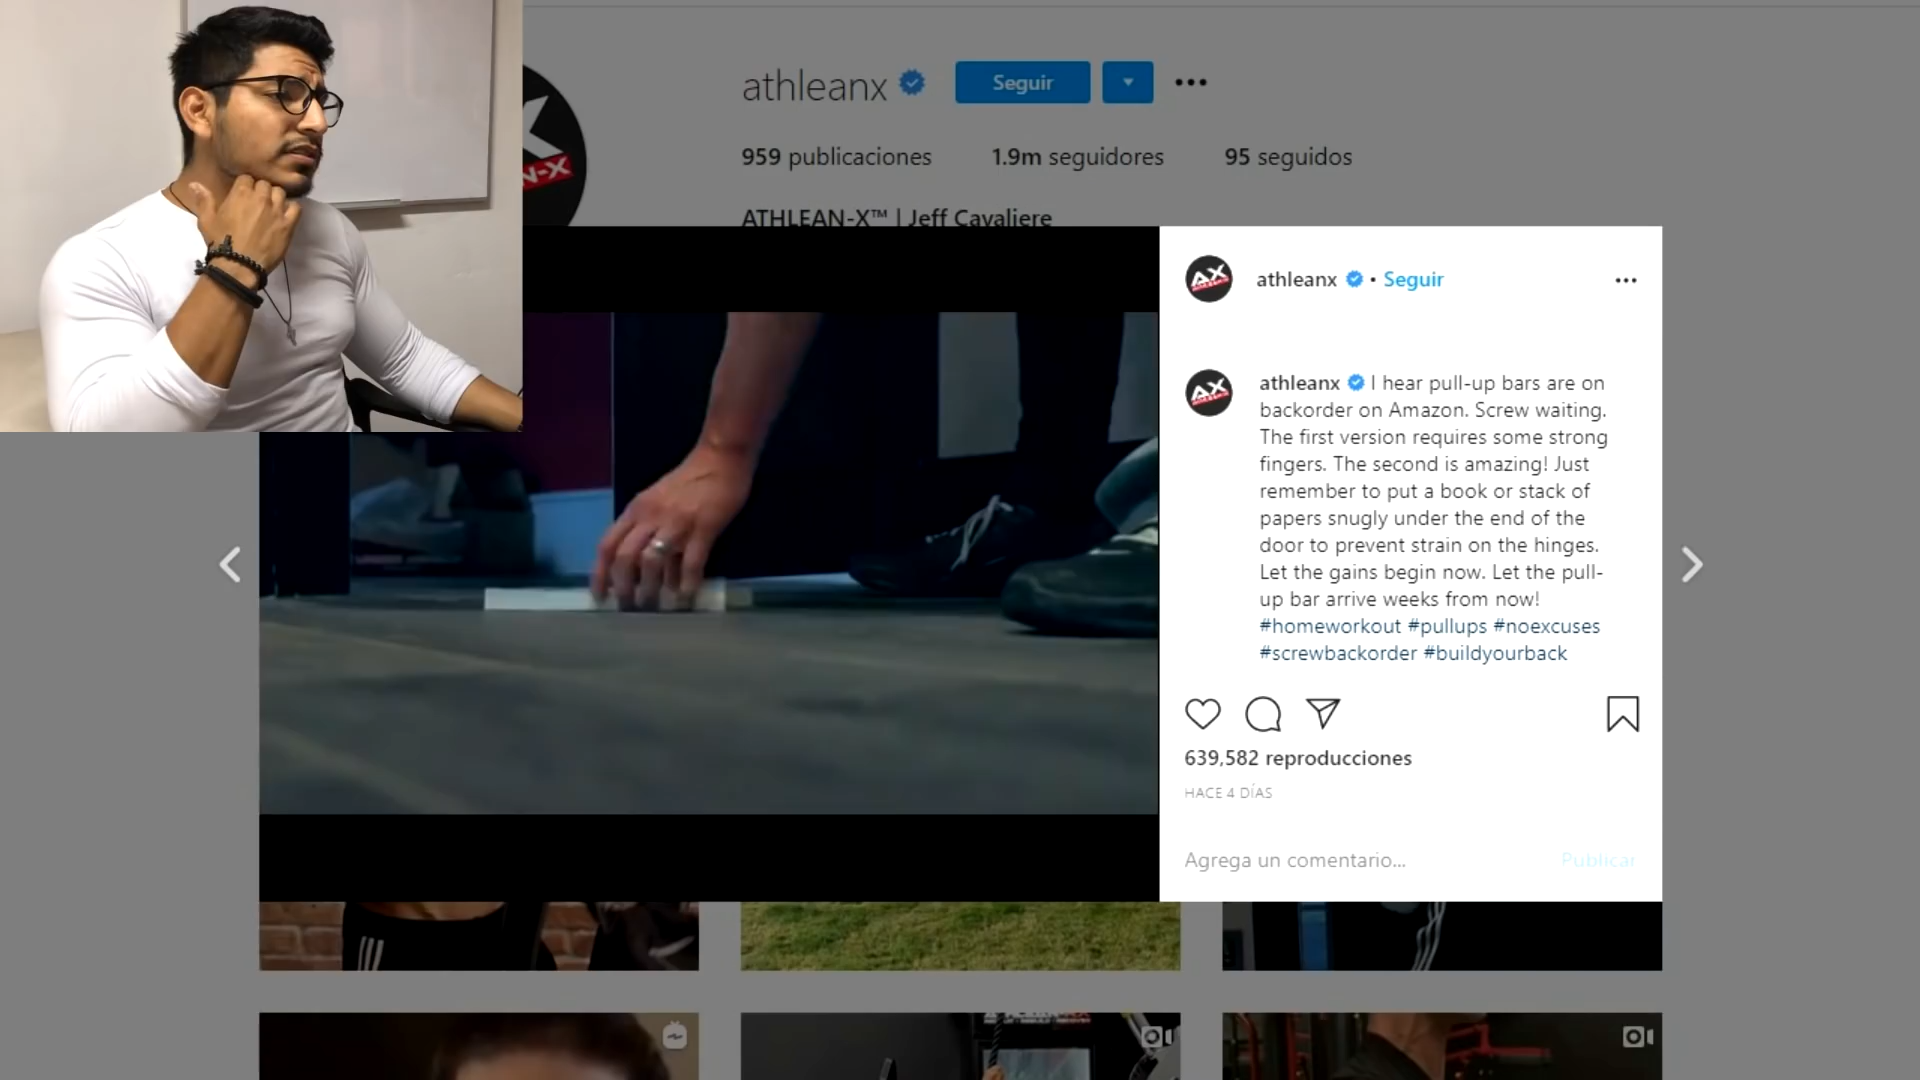 athleanx
Seguir
959 publicaciones
1.9m seguidores
95 seguidos
ATHLEAN-X™ | Jeff Cavaliere
N-X
athleanx • Seguir
athleanx I hear pull-up bars are on
backorder on Amazon. Screw waiting.
The first version requires some strong
fingers. The second is amazing! Just
remember to put a book or stack of
papers snugly under the end of the
door to prevent strain on the hinges.
Let the gains begin now. Let the pull-
up bar arrive weeks from now!
#homeworkout #pullups #noexcuses
#screwbackorder #buildyourback
639,582 reproducciones
HACE 4 DÍAS
Agrega un comentario...
Publicar